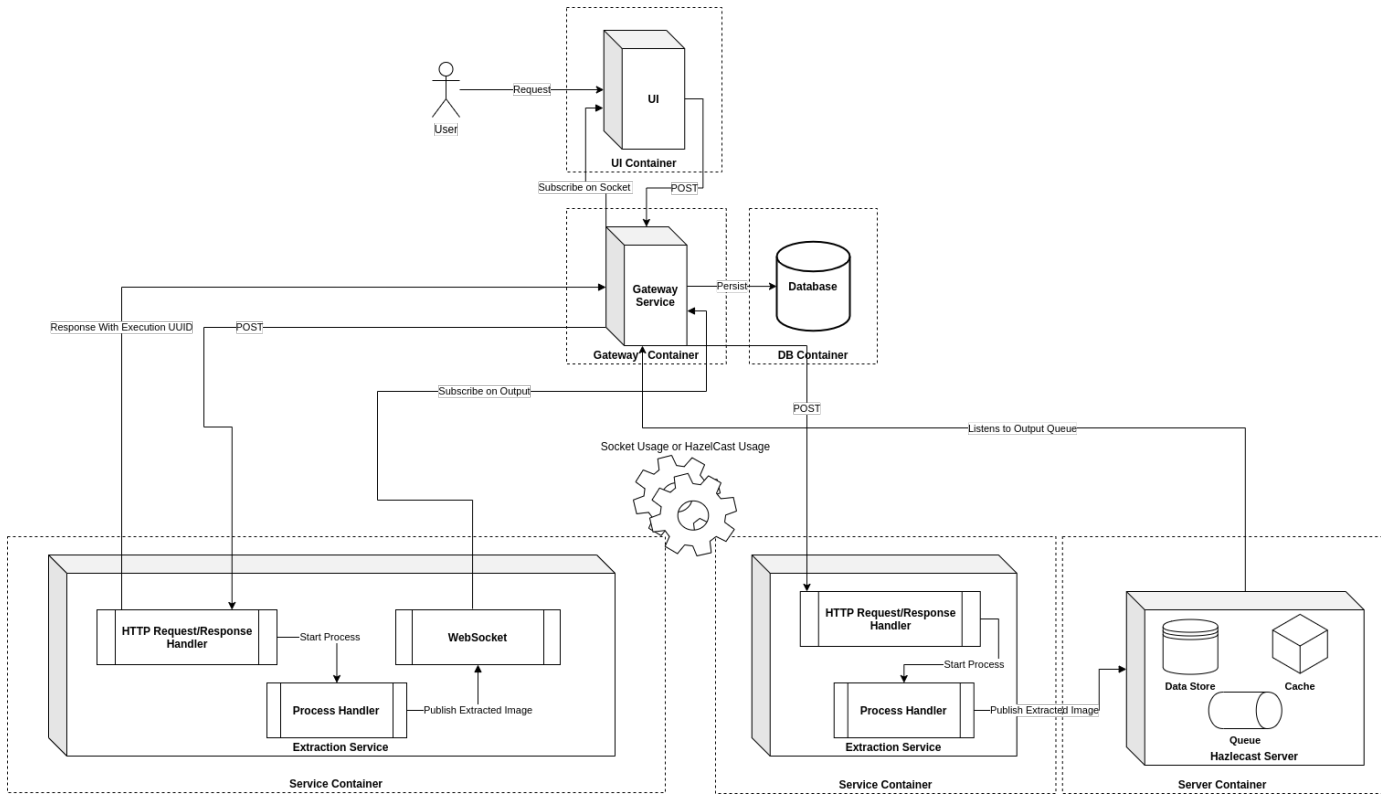 Request
UI
User
UI Container
Subscribe on Socket
POST
Gateway
Service
Persist
Database
Response With Execution UUID
POST
Gateway Container
DB Container
Subscribe on Output
POST
Listens to Output Queue
Socket Usage or HazelCast Usage
HTTP Request/Response
Handler
Start Process
WebSocket
Process Handler
Publish Extracted Image
Extraction Service
Service Container
HTTP Request/Response
Handler
Start Process
Process Handler
Publish Extracted Image
Extraction Service
Service Container
Data Store
Cache
Queue
Hazlecast Server
Server Container